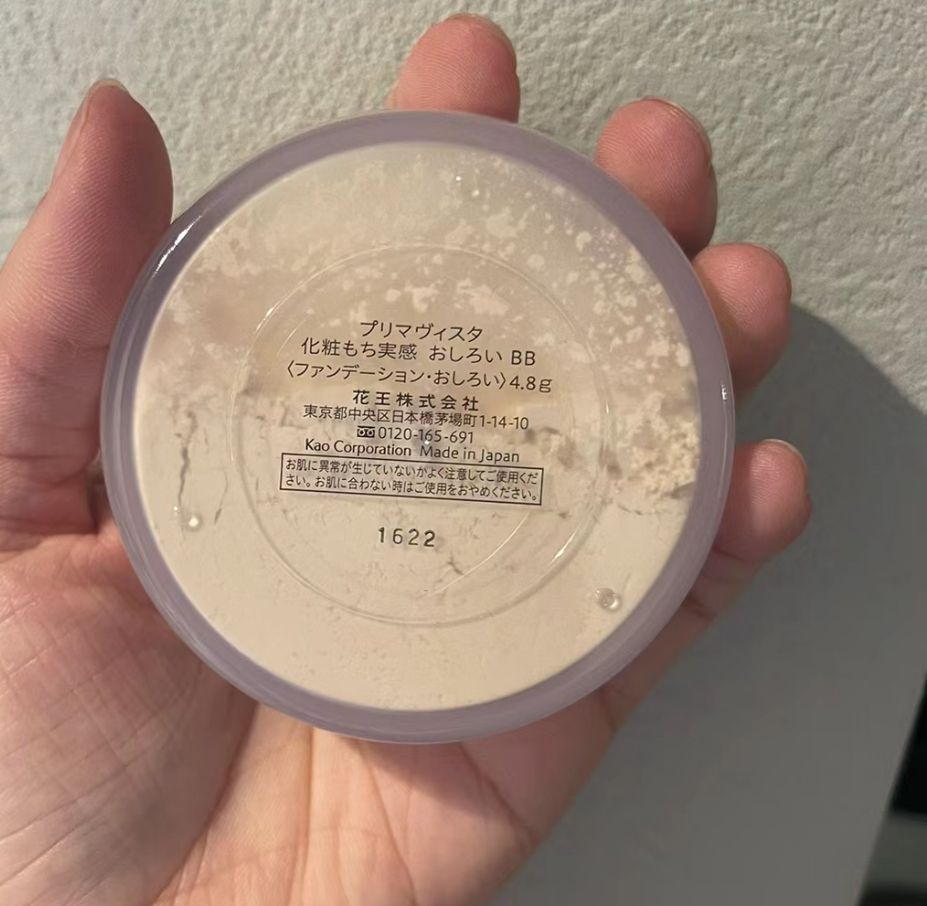 プリマヴィスタ
化粧もち実感 おしろい BB
〈ファンデーション・おしろい〉4.8g
花王株式会社
東京都中央区日本橋茅場町1-14-10
0120-165-691
Kao Corporation Made in Japan
お肌に異常が生じていないかよく注意してご使用くだ
さい。お肌に合わない時はご使用をおやめください。
1622